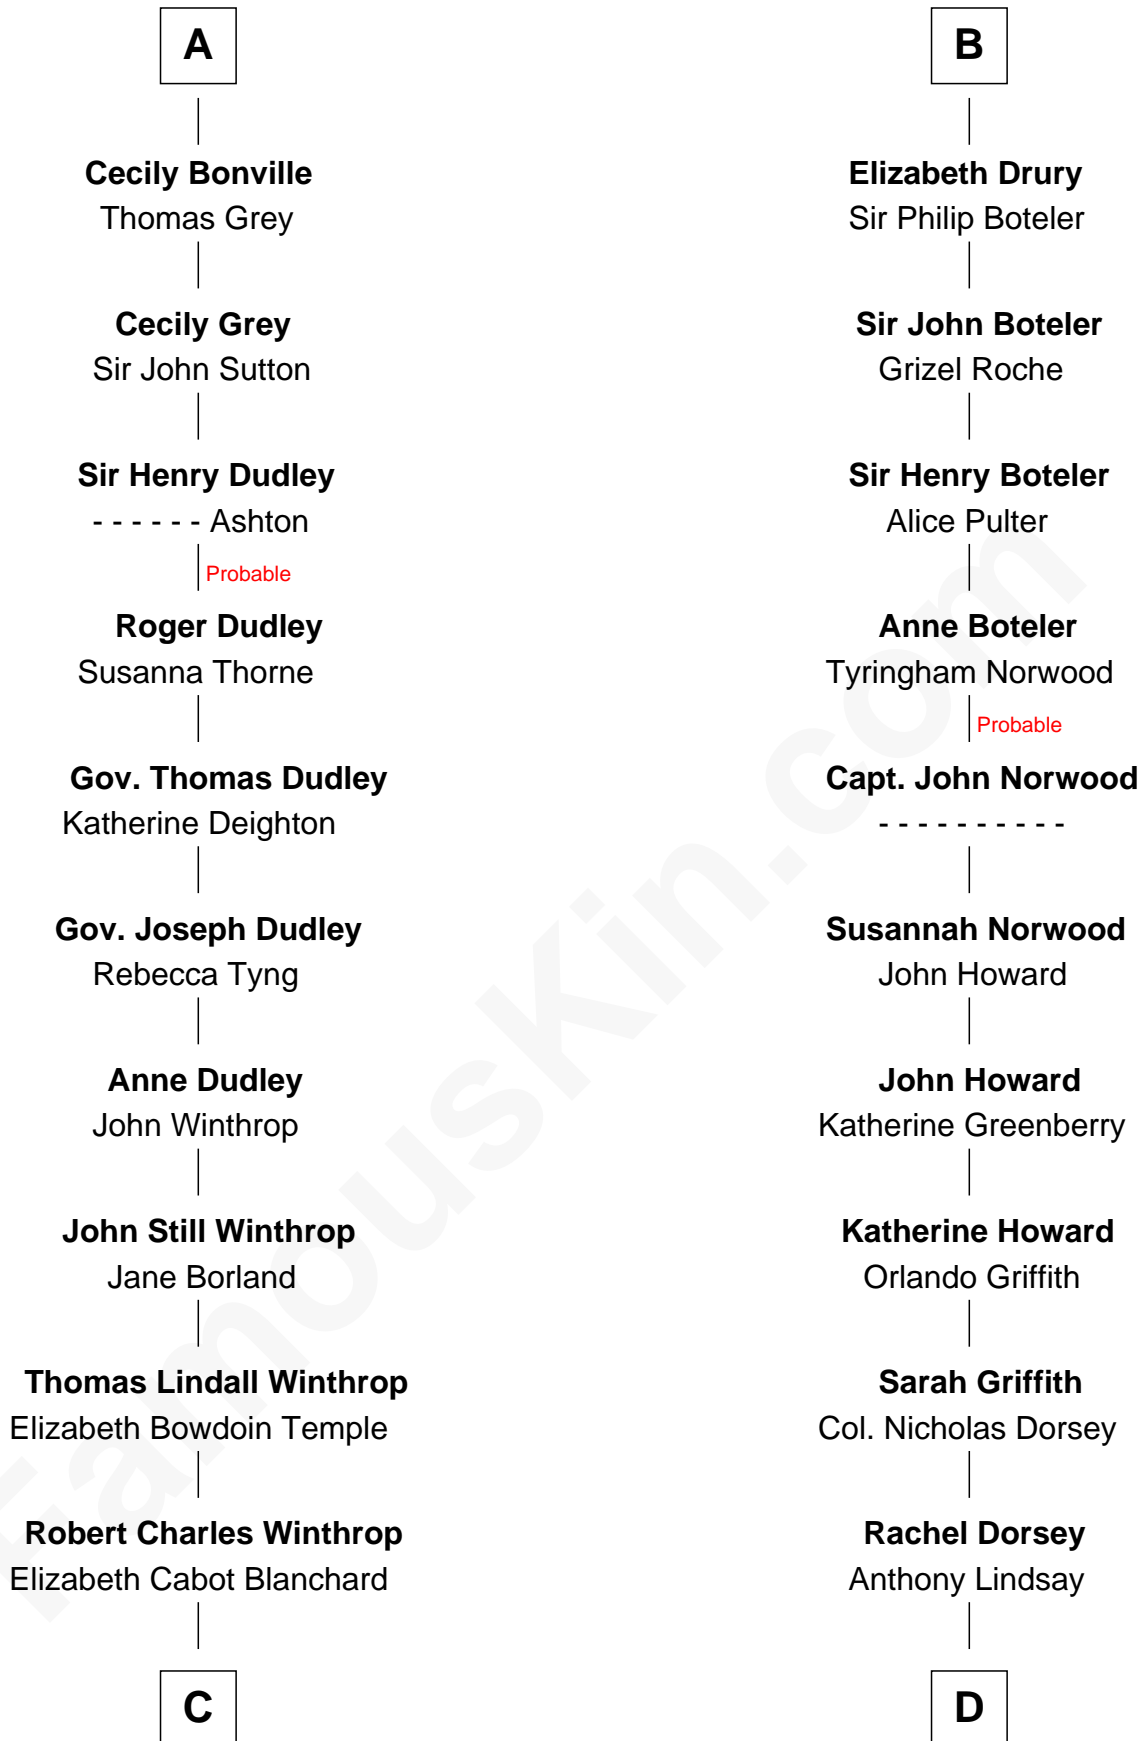 A
Cecily Bonville
Thomas Grey
Cecily Grey
Sir John Sutton
Sir Henry Dudley
- - - - - - Ashton
Probable
Roger Dudley
Susanna Thorne
Gov. Thomas Dudley
Katherine Deighton
Gov. Joseph Dudley
Rebecca Tyng
Anne Dudley
John Winthrop
John Still Winthrop
Jane Borland
Thomas Lindall Winthrop
Elizabeth Bowdoin Temple
Robert Charles Winthrop
Elizabeth Cabot Blanchard
C
B
Elizabeth Drury
Sir Philip Boteler
Sir John Boteler
Grizel Roche
Sir Henry Boteler
Alice Pulter
Anne Boteler
Tyringham Norwood
Probable
Capt. John Norwood
- - - - - - - - - -
Susannah Norwood
John Howard
John Howard
Katherine Greenberry
Katherine Howard
Orlando Griffith
Sarah Griffith
Col. Nicholas Dorsey
Rachel Dorsey
Anthony Lindsay
D
FamousKin.com